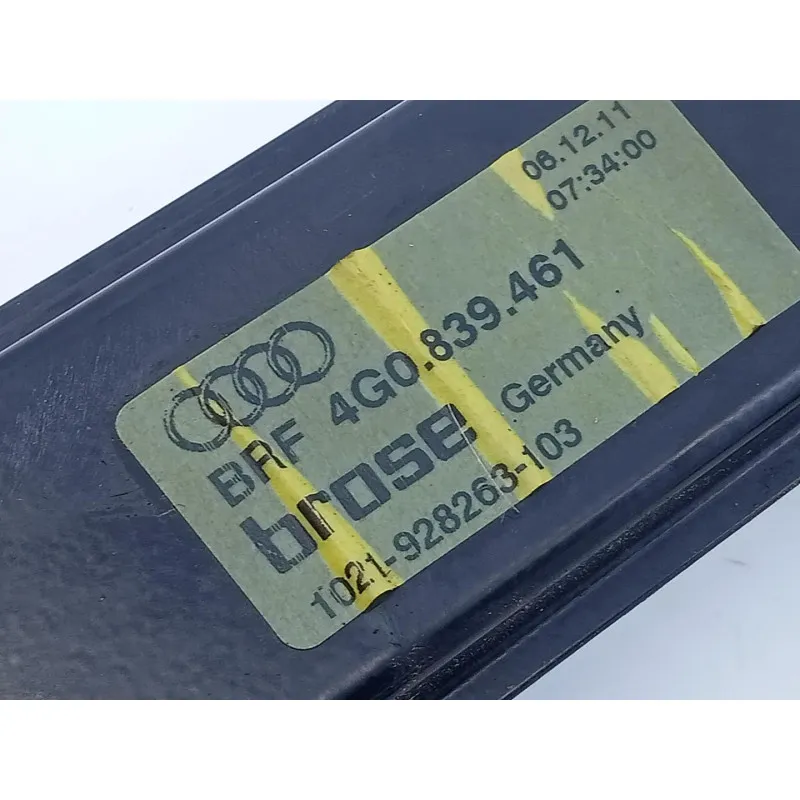 06.12.11
07:34:00
BRF 4G0.839.461
brose Germany
1021-928263-103